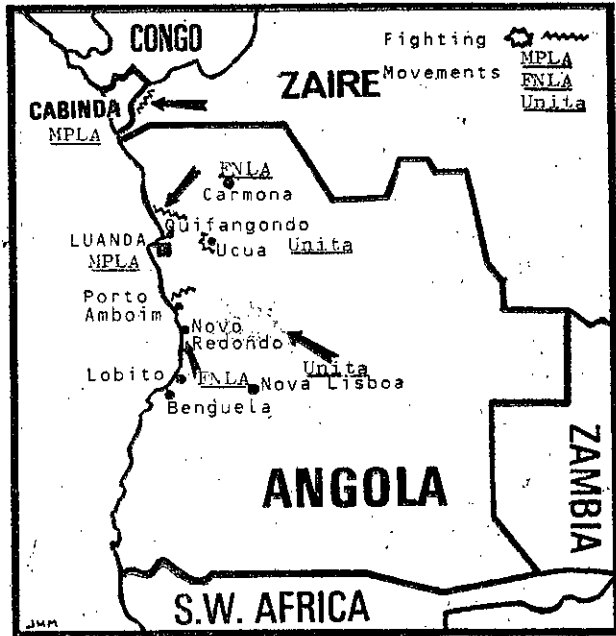 CONGO
Fighting
MPLA
ZAIRE Movements FNLA
Unita
CABINDA
MPLA
FNLA
Carmona
Quifangondo
LUANDA
Ucua Unita
MPLA
Porto
Amboim
Novo
Redondo
Unita
Lobito FNLA Nova Lisboa
Benguela
ANGOLA
ZAMBIA
S.W. AFRICA
JHM